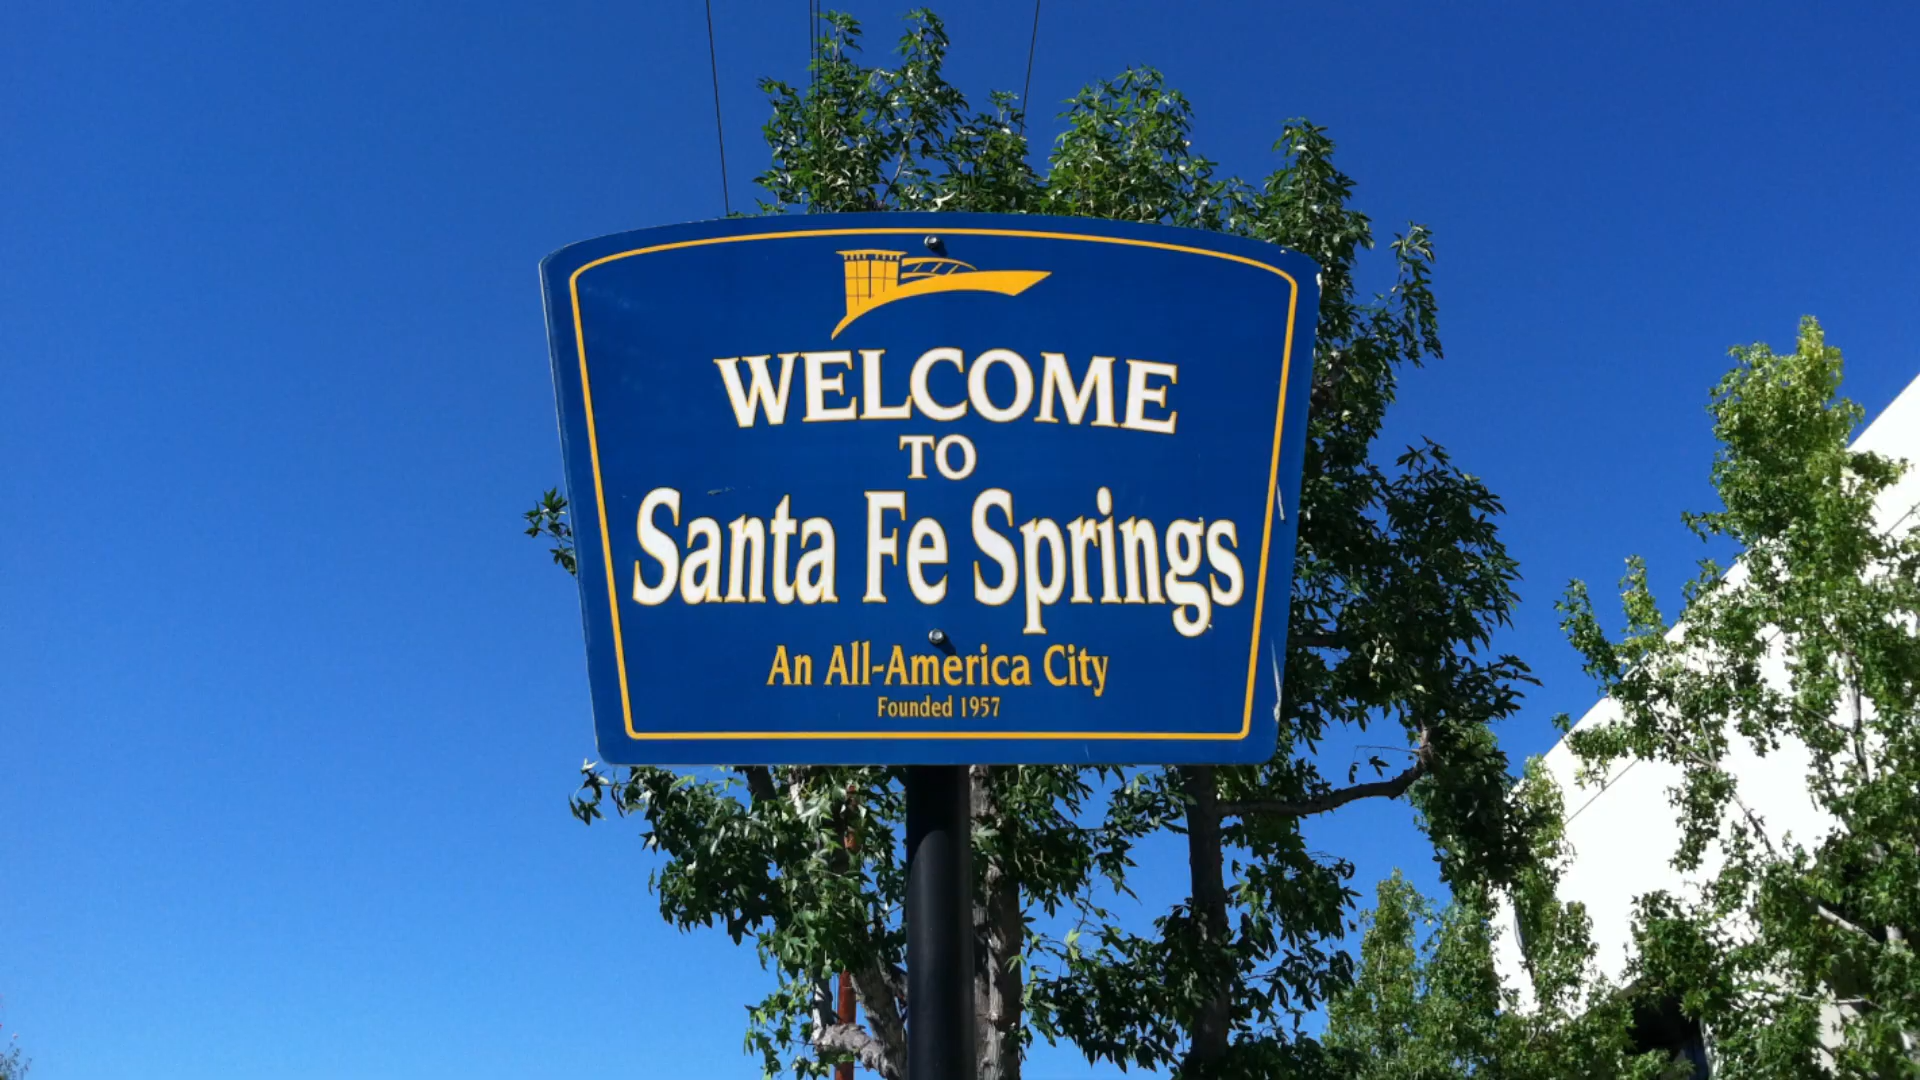 WELCOME
TO
Santa Fe Springs
An All-America City
Founded 1957